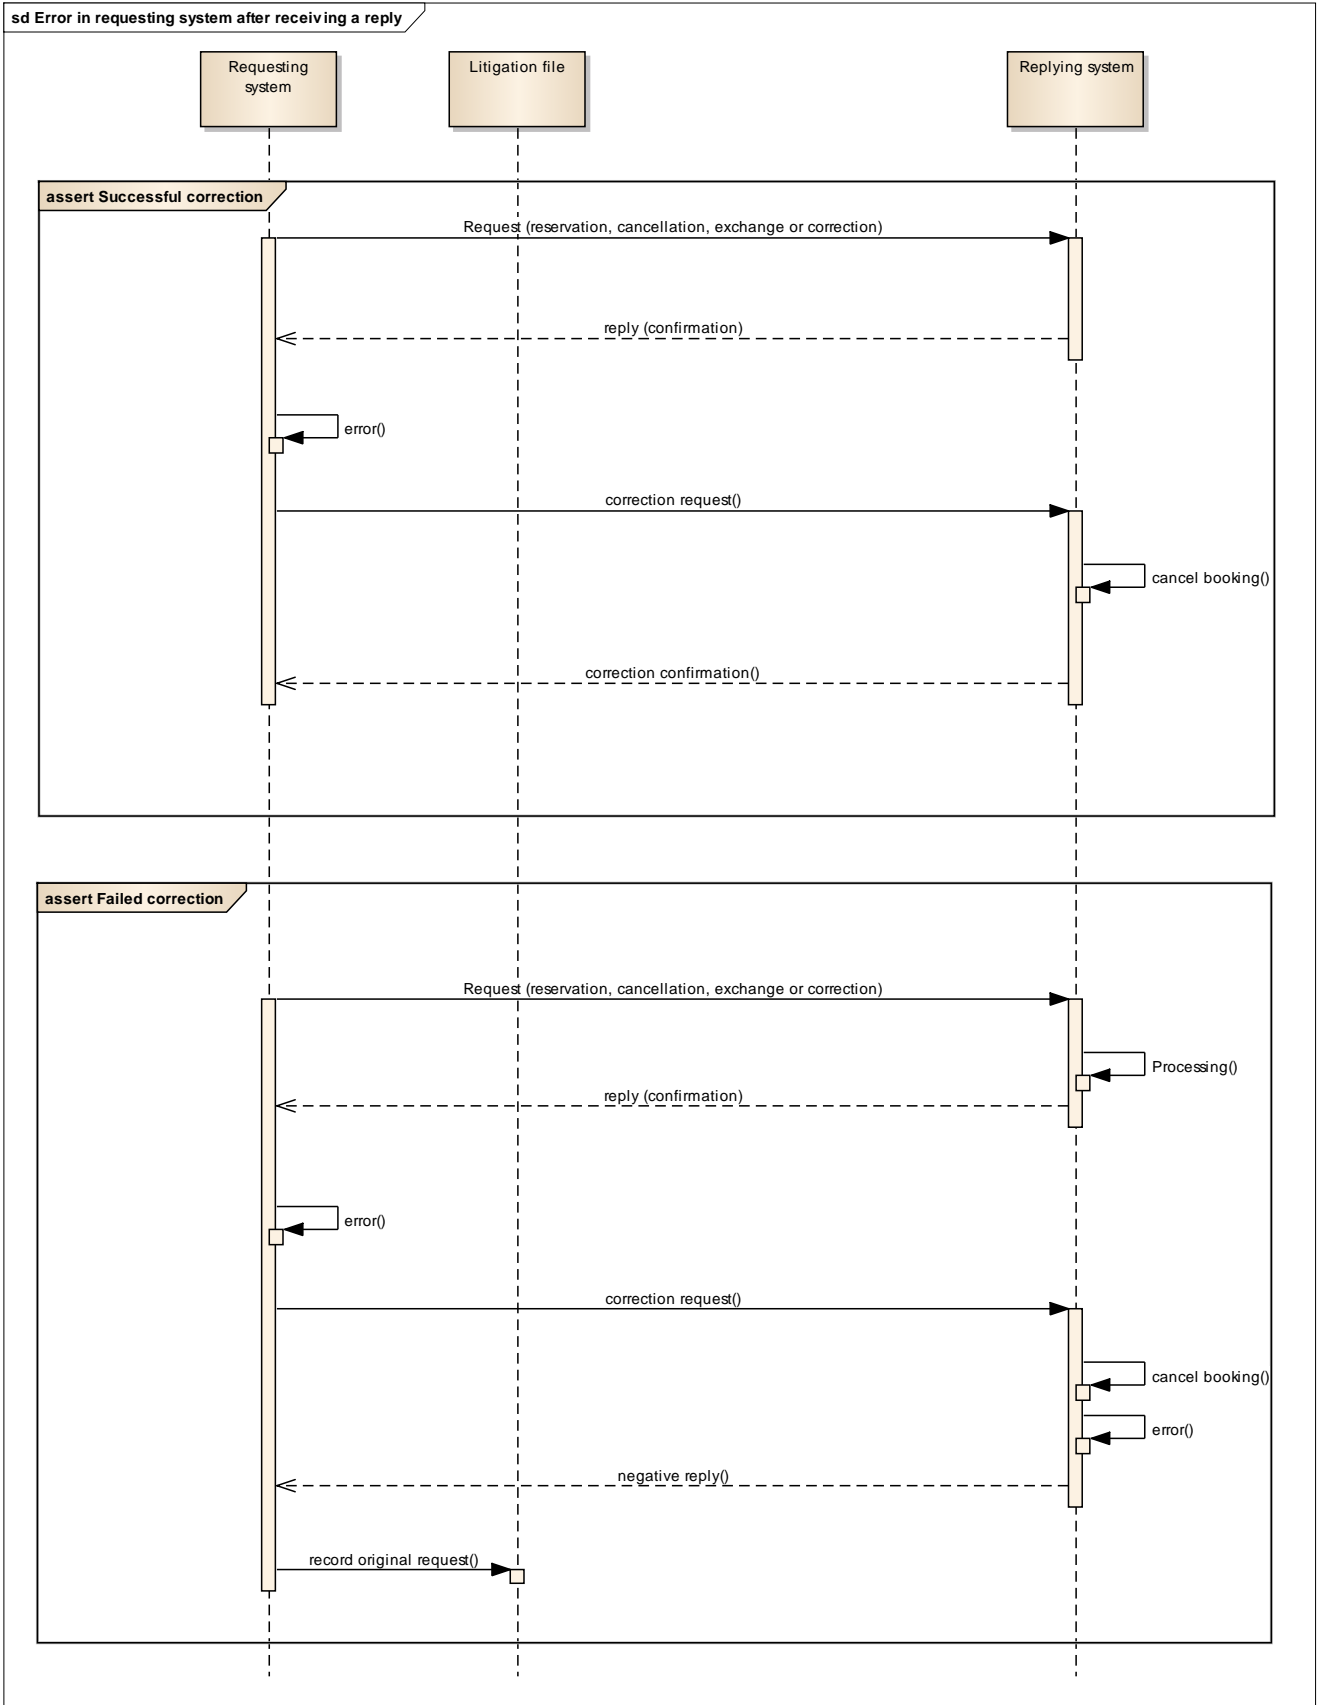 sd Error in requesting system after receiving a reply
Requesting
system
Litigation file
Replying system
assert Successful correction
Request (reservation, cancellation, exchange or correction)
reply (confirmation)
error()
correction request()
cancel booking()
correction confirmation()
assert Failed correction
Request (reservation, cancellation, exchange or correction)
Processing()
reply (confirmation)
error()
correction request()
cancel booking()
error()
negative reply()
record original request()